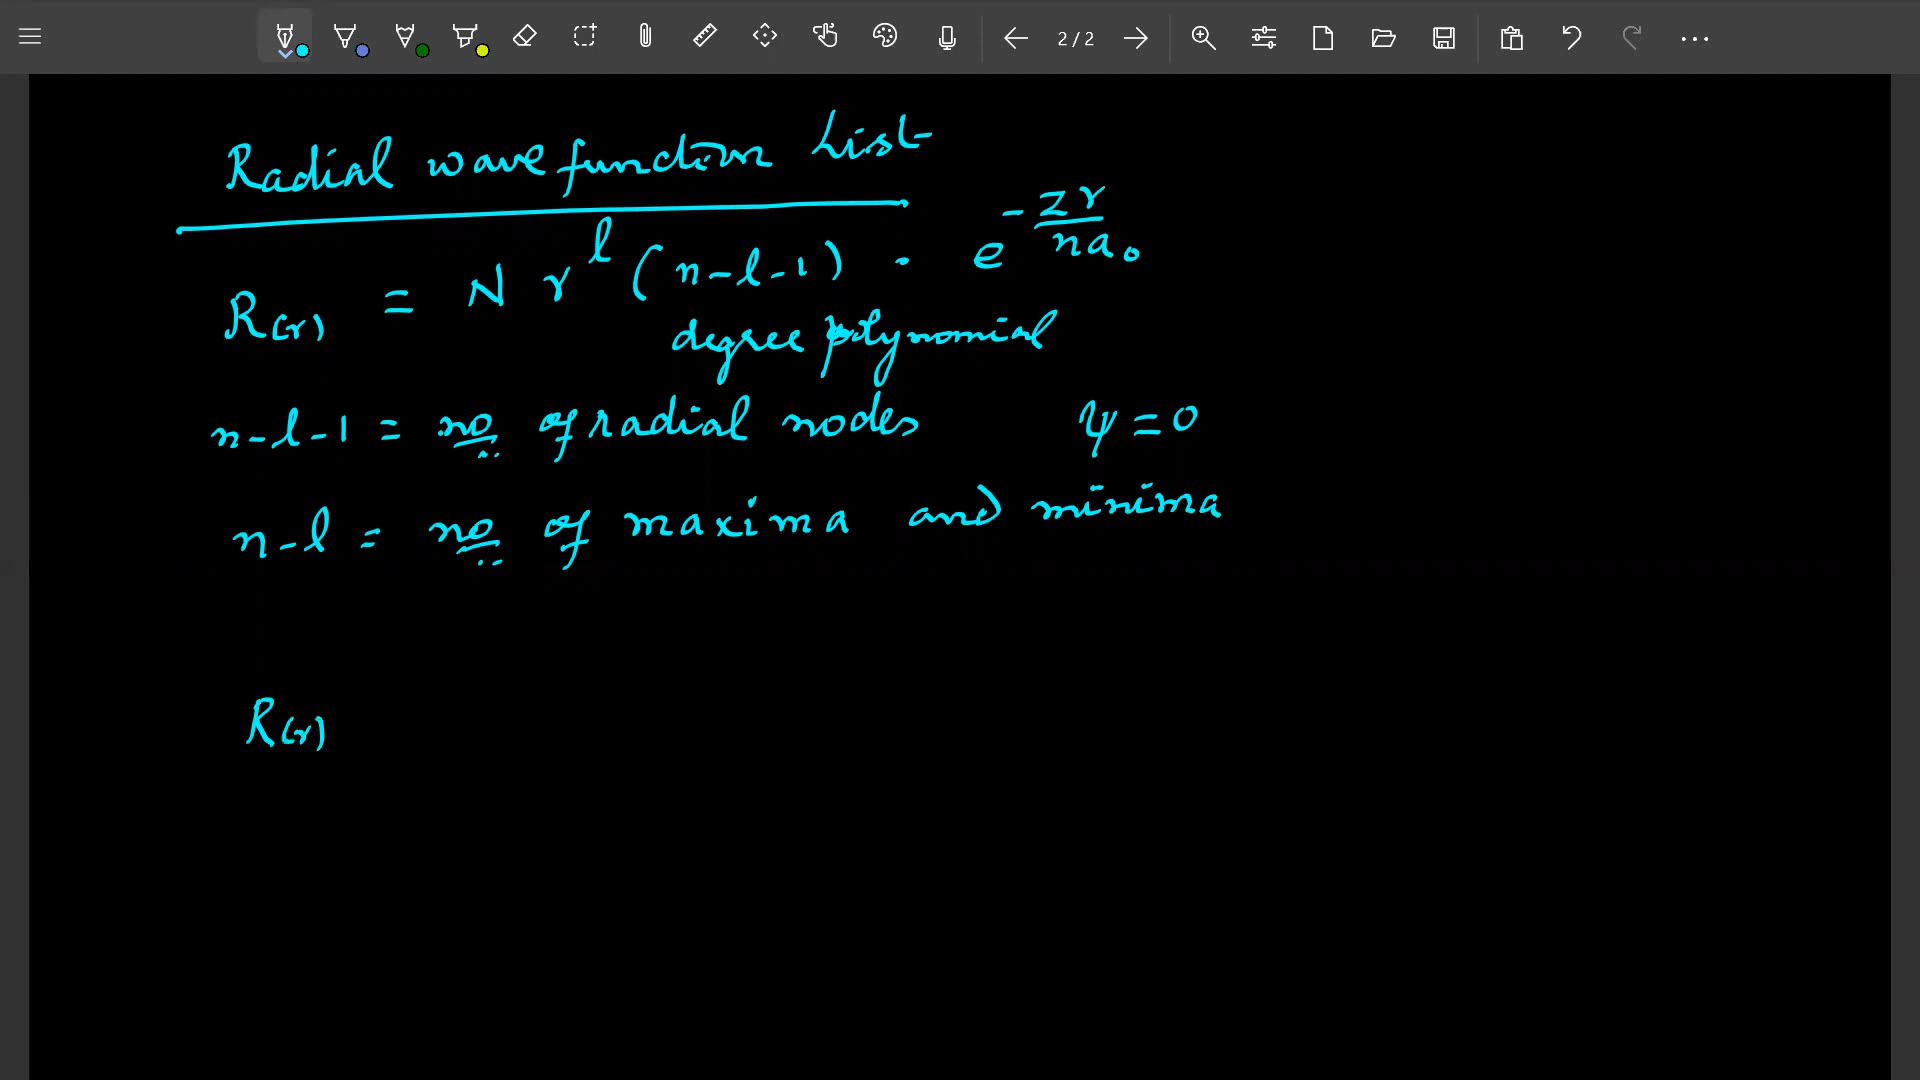 2 / 2
Radial wave function List
R(r) = N r^l (n-l-1) · e^{-zr/na₀}
degree polynomial
n-l-1 = no of radial nodes ψ = 0
n-l = no of maxima and minima
R(r)